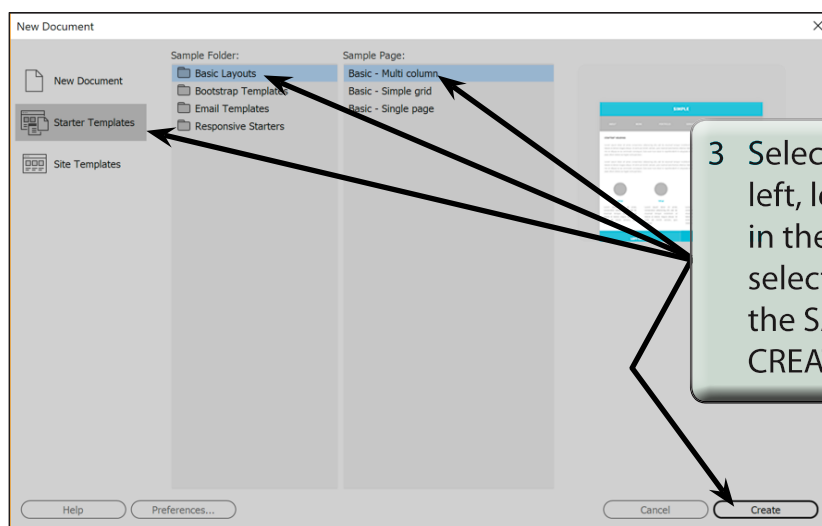 New Document
Sample Folder:
Sample Page:
New Document
Starter Templates
Site Templates
Basic Layouts
Bootstrap Templates
Email Templates
Responsive Starters
Basic - Multi column
Basic - Simple grid
Basic - Single page
SIMPLE
3 Selec
left, l
in the
select
the S
CREA
Help
Preferences...
Cancel
Create